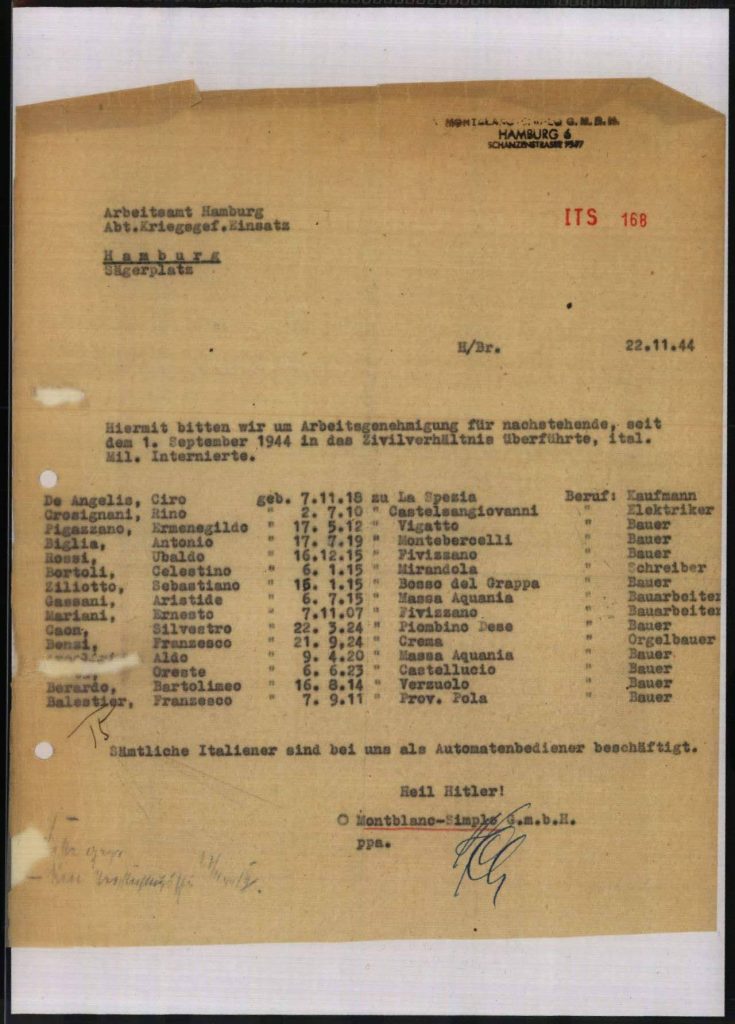 G.M.B.H.
HAMBURG 6
SCHANZENSTRASSE
Arbeitsamt Hamburg
Abt.Kriegsgef.Einsatz
ITS 168
Hamburg
Sägerplatz
H/Br. 22.11.44
Hiermit bitten wir um Arbeitsgenehmigung für nachstehende, seit
dem 1. September 1944 in das Zivilverhältnis überführte, ital.
Mil. Internierte.
De Angelis, Ciro geb. 7.11.18 zu La Spezia Beruf: Kaufmann
Crosignani, Rino " 2. 7.10 " Castelsangiovanni " Elektriker
Pigazzano, Ermenegildo " 17. 5.12 " Vigatto " Bauer
Biglia, Antonio " 17. 7.19 " Montebercelli " Bauer
Rossi, Ubaldo " 16.12.15 " Fivizzano " Bauer
Bortoli, Celestino " 6. 1.15 " Mirandola " Schreiber
Ziliotto, Sebastiano " 15. 1.15 " Bosso del Grappa " Bauer
Gassani, Aristide " 6. 7.15 " Massa Aquania " Bauarbeiter
Mariani, Ernesto " 7.11.07 " Fivizzano " Bauarbeiter
Caon, Silvestro " 22. 3.24 " Piombino Dese " Bauer
Benzi, Francesco " 21. 9,24 " Crema " Orgelbauer
Aldo " 9. 4.20 " Massa Aquania " Bauer
Oreste " 6. 6.23 " Castellucio " Bauer
Berardo, Bartolimeo " 16. 8.14 " Verzuolo " Bauer
Balestier, Francesco " 7. 9.11 " Prov. Pola " Bauer
15
Sämtliche Italiener sind bei uns als Automatenbediener beschäftigt.
Heil Hitler!
Montblanc-Simplo G.m.b.H.
ppa.